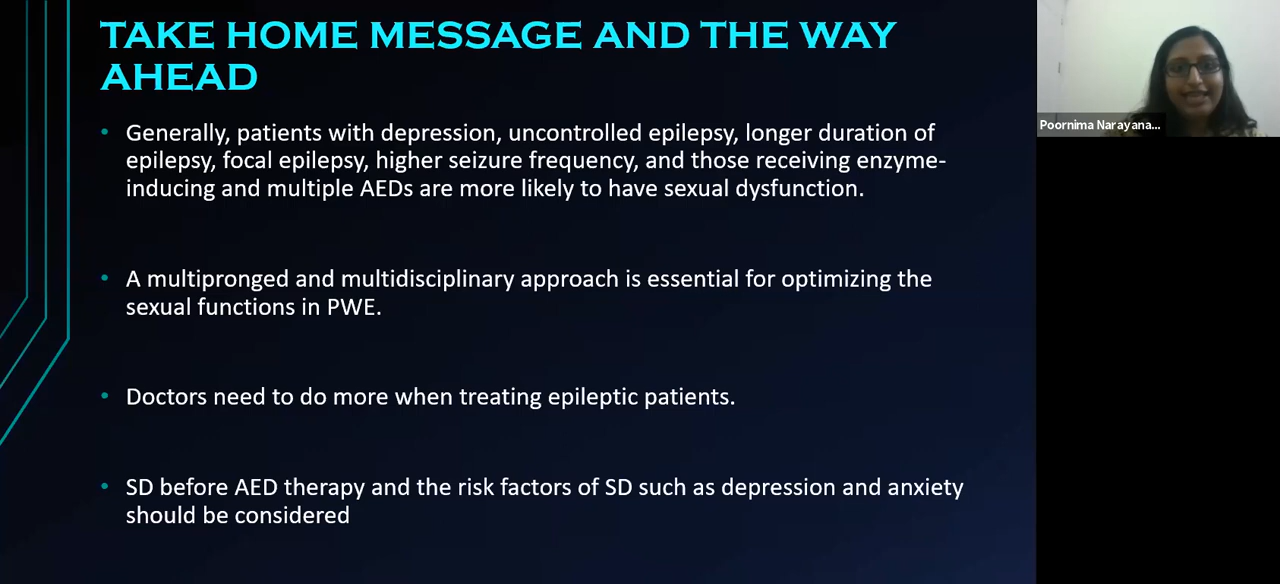 TAKE HOME MESSAGE AND THE WAY
AHEAD
• Generally, patients with depression, uncontrolled epilepsy, longer duration of
epilepsy, focal epilepsy, higher seizure frequency, and those receiving enzyme-
inducing and multiple AEDs are more likely to have sexual dysfunction.
• A multipronged and multidisciplinary approach is essential for optimizing the
sexual functions in PWE.
• Doctors need to do more when treating epileptic patients.
• SD before AED therapy and the risk factors of SD such as depression and anxiety
should be considered
Poornima Narayana...